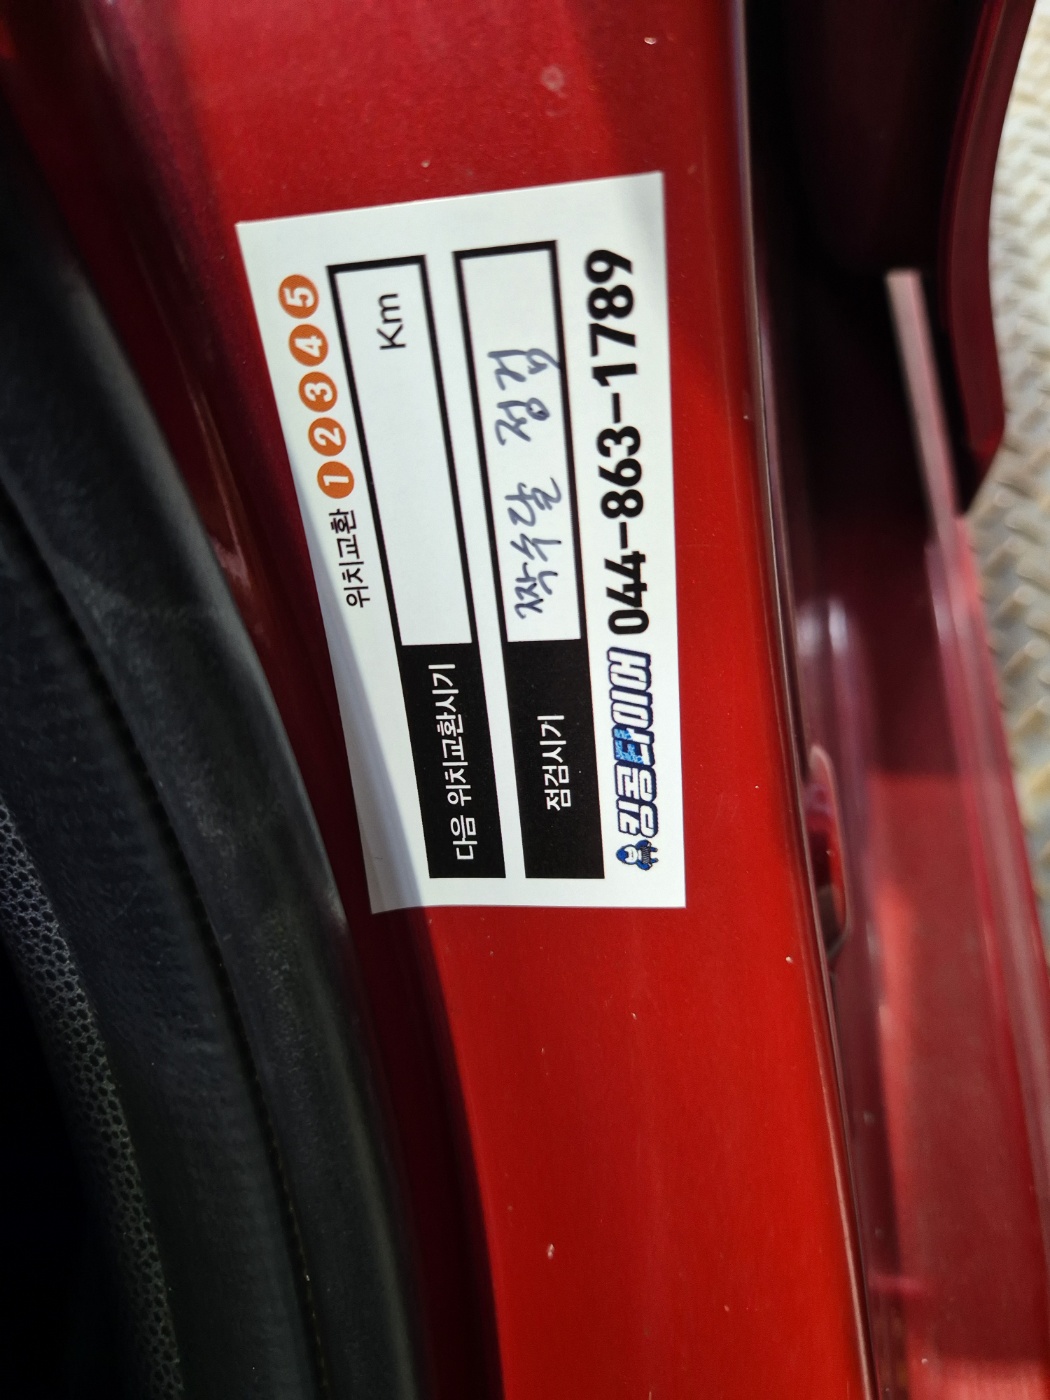 위치교환 1 2 3 4 5
다음 위치교환시기 Km
점검시기 짝수달 점검
킹콩타이어 044-863-1789